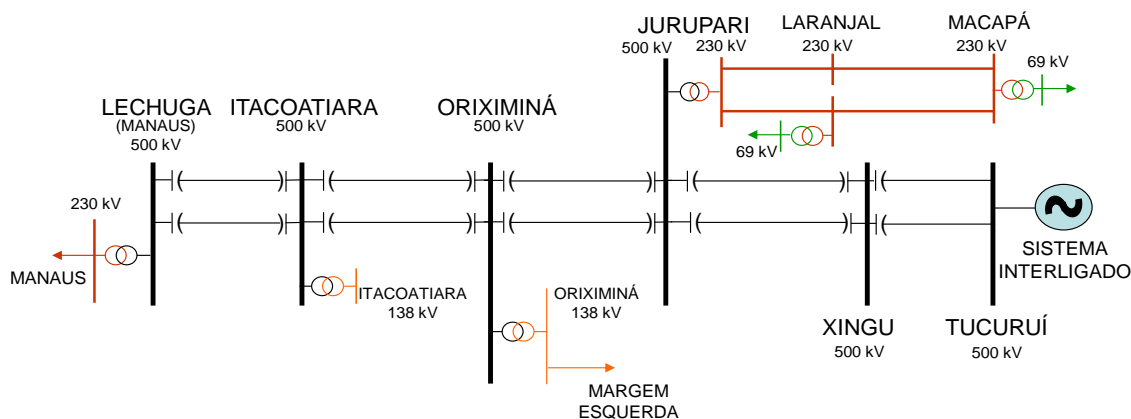 JURUPARI
500 kV
230 kV
LARANJAL
230 kV
MACAPÁ
230 kV
69 kV
69 kV
LECHUGA
(MANAUS)
500 kV
ITACOATIARA
500 kV
ORIXIMINÁ
500 kV
230 kV
MANAUS
ITACOATIARA
138 kV
ORIXIMINÁ
138 kV
MARGEM
ESQUERDA
XINGU
500 kV
TUCURUÍ
500 kV
SISTEMA
INTERLIGADO